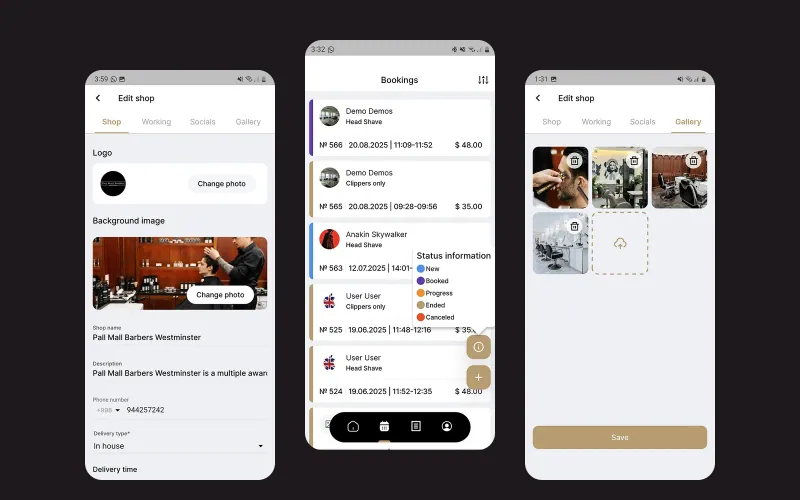 3:59
Edit shop
Shop Working Socials Gallery
Logo
Change photo
Background image
Change photo
Shop name
Pall Mall Barbers Westminster
Description
Pall Mall Barbers Westminster is a multiple awar
Phone number
+998 944257242
Delivery type*
In house
Delivery time
3:32
Bookings
Demo Demos
Head Shave
№ 566 20.08.2025 | 11:09-11:52 $ 48.00
Demo Demos
Clippers only
№ 565 20.08.2025 | 09:28-09:56 $ 35.00
Anakin Skywalker
Head Shave
№ 563 12.07.2025 | 14:01-
Status information
New
Booked
Progress
Ended
Canceled
User User
Clippers only
№ 525 19.06.2025 | 11:48-12:16 $ 35.
User User
Head Shave
№ 524 19.06.2025 | 11:52-12:35 $ 48.00
1:31
Edit shop
Shop Working Socials Gallery
Save